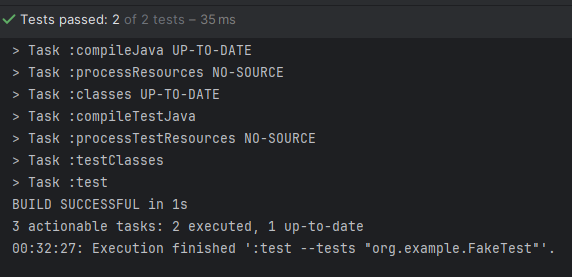 Tests passed: 2 of 2 tests – 35 ms
> Task :compileJava UP-TO-DATE
> Task :processResources NO-SOURCE
> Task :classes UP-TO-DATE
> Task :compileTestJava
> Task :processTestResources NO-SOURCE
> Task :testClasses
> Task :test
BUILD SUCCESSFUL in 1s
3 actionable tasks: 2 executed, 1 up-to-date
00:32:27: Execution finished ':test --tests "org.example.FakeTest"'.